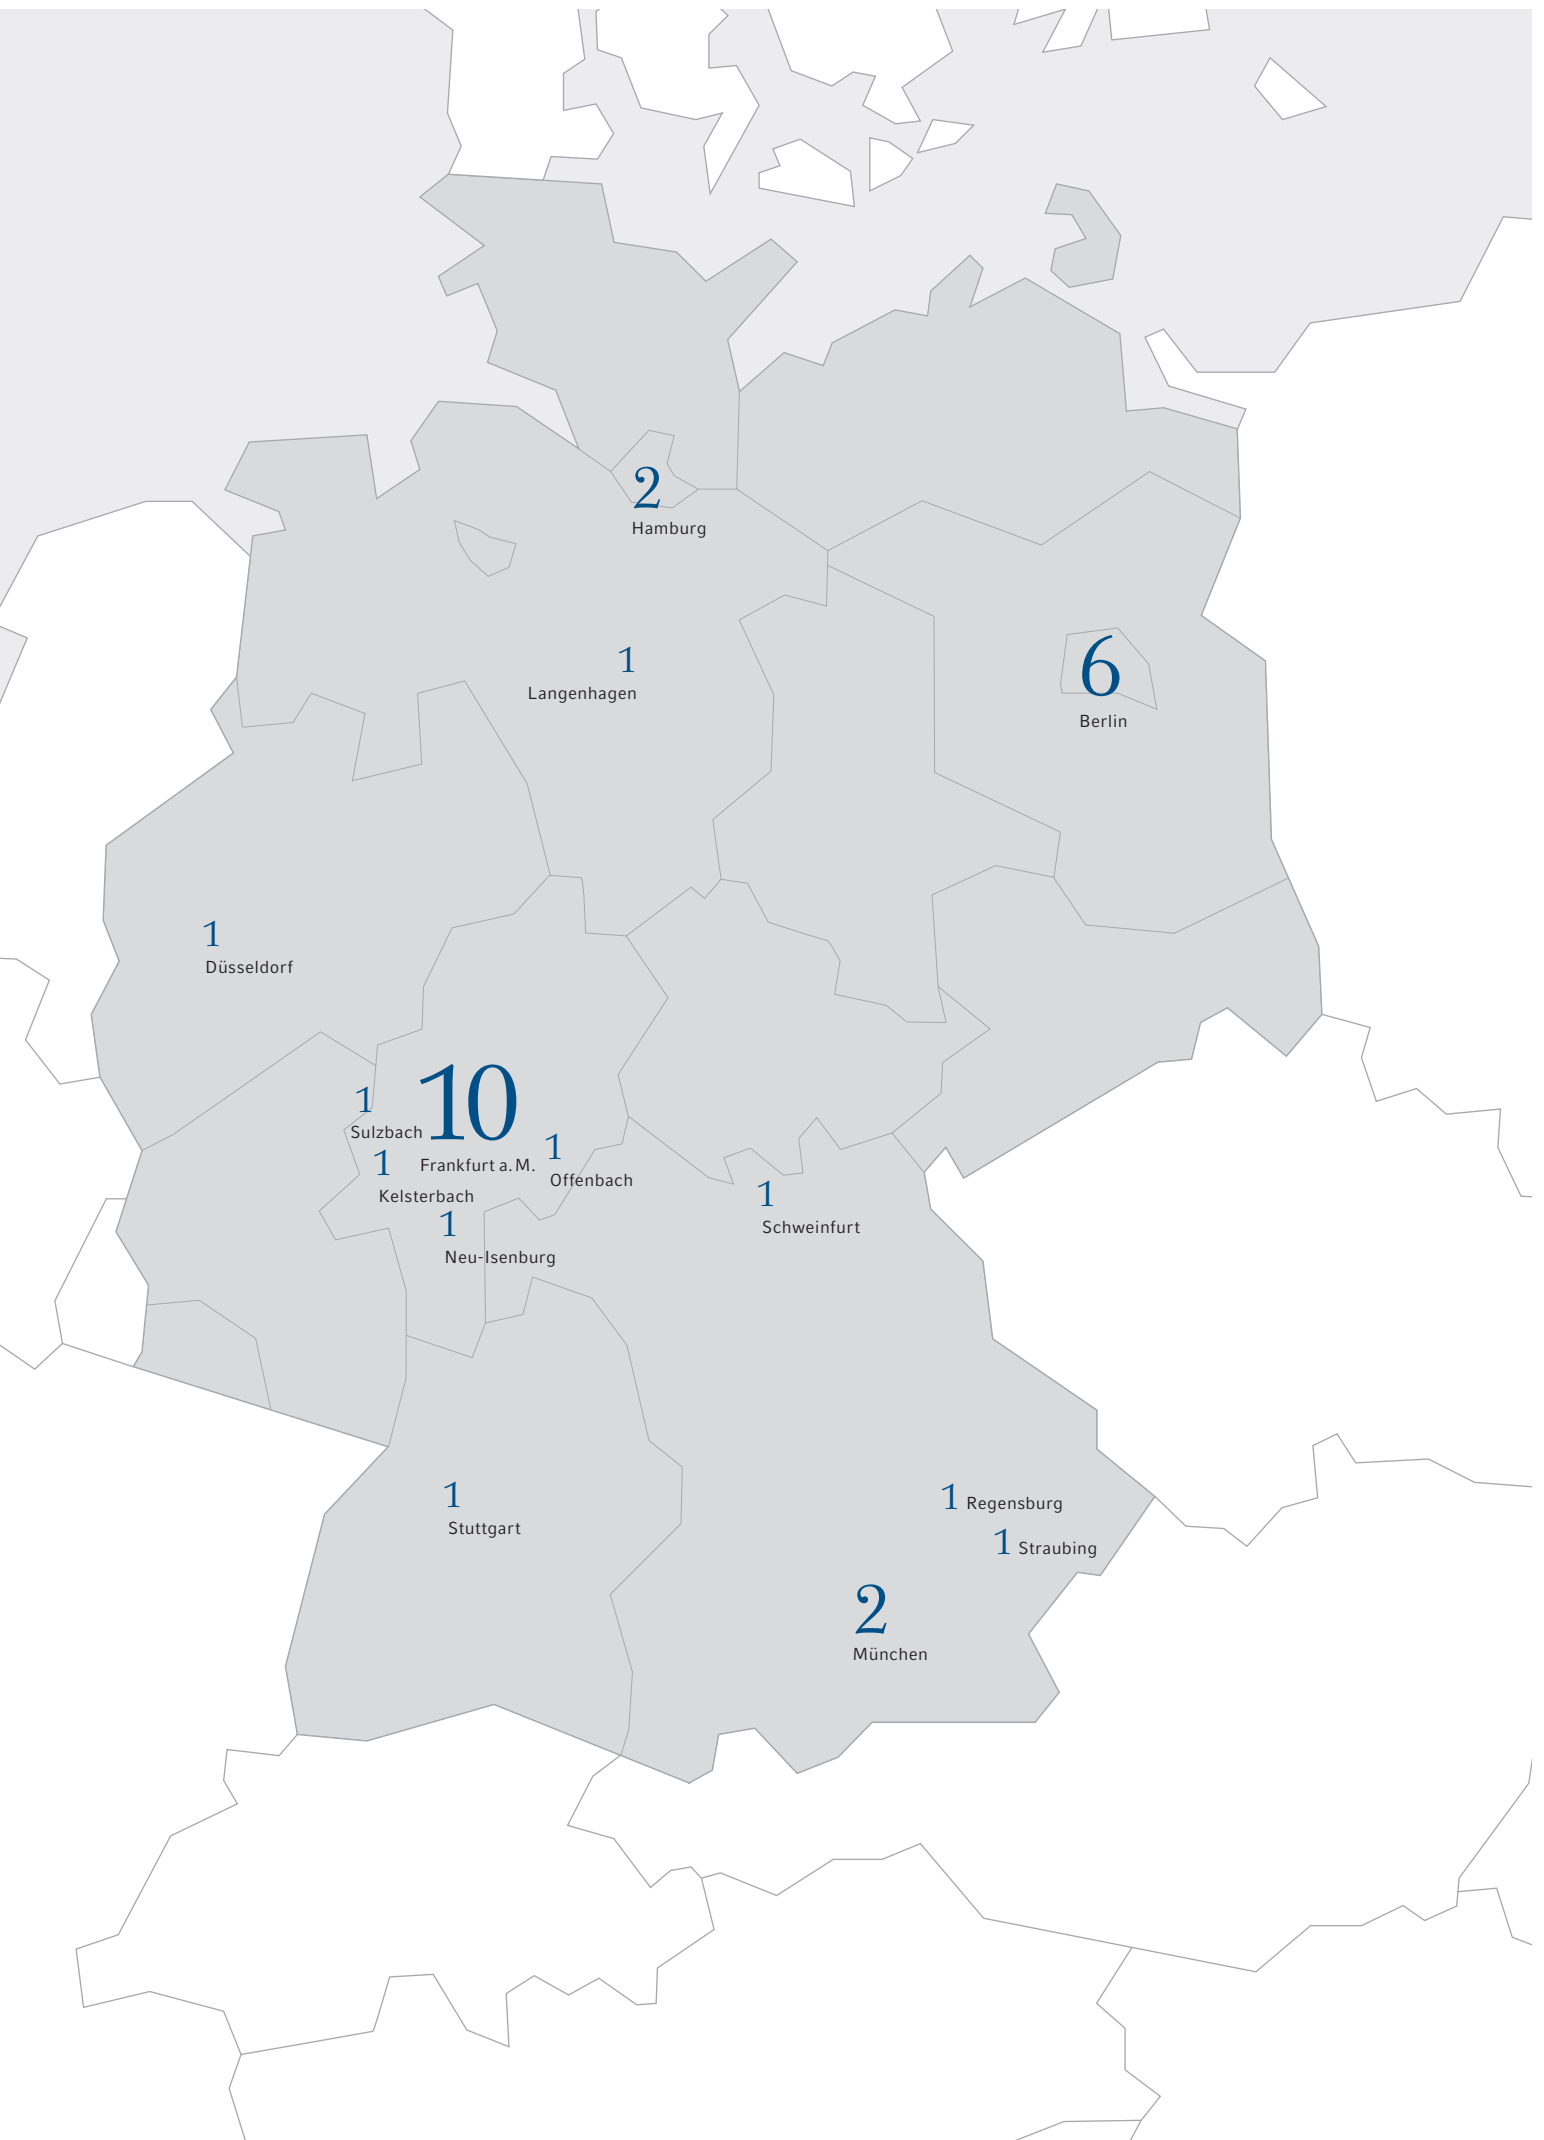 2
Hamburg
1
Langenhagen
6
Berlin
1
Düsseldorf
10
Frankfurt a. M.
1
Sulzbach
1
Offenbach
1
Kelsterbach
1
Neu-Isenburg
1
Schweinfurt
1
Stuttgart
1 Regensburg
1 Straubing
2
München